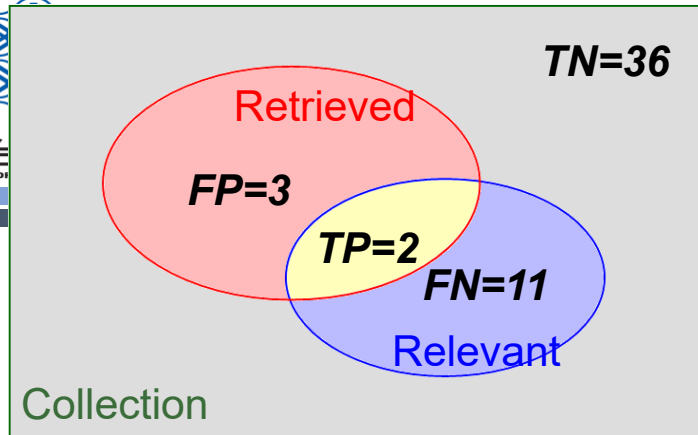 TN=36
Retrieved
FP=3
TP=2
FN=11
Relevant
Collection